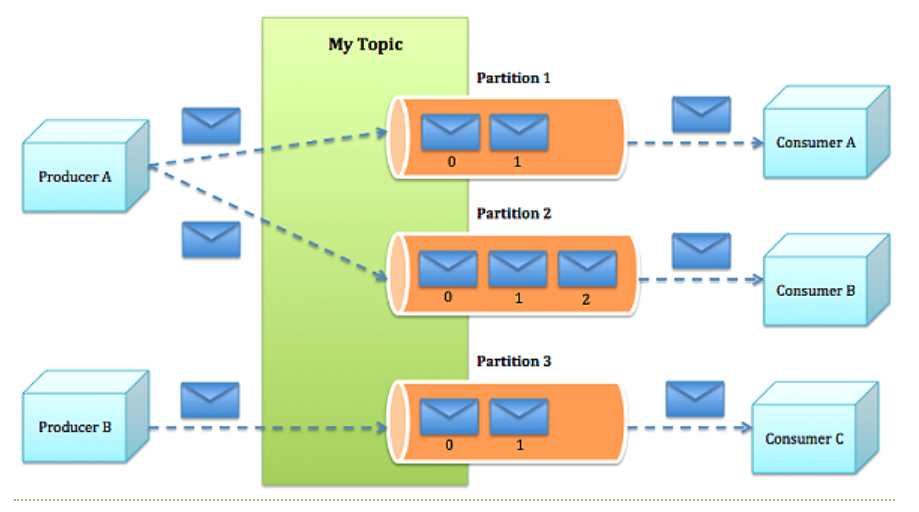 My Topic
Partition 1
Producer A
0 1
Consumer A
Partition 2
0 1 2
Consumer B
Partition 3
Producer B
0 1
Consumer C